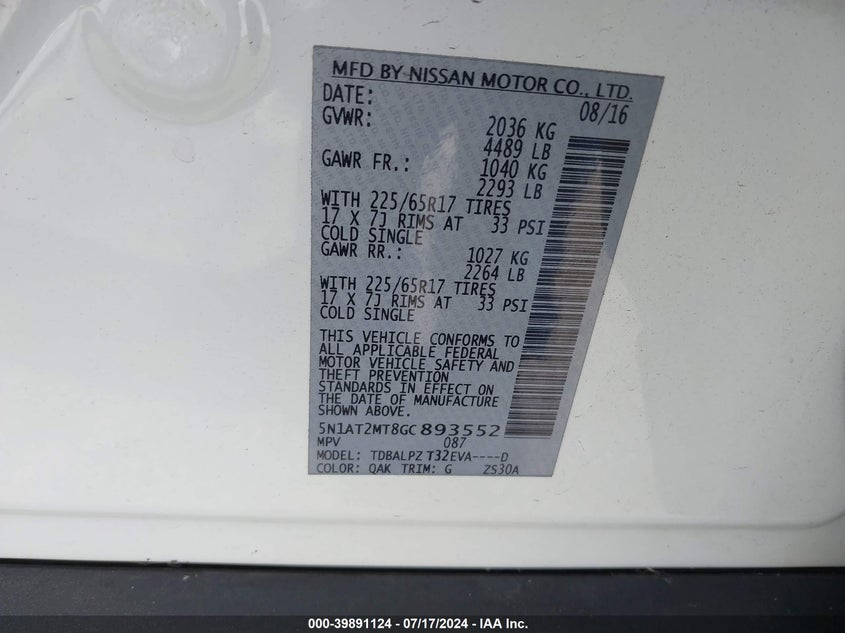 MFD BY NISSAN MOTOR CO., LTD.
DATE: 08/16
GVWR: 2036 KG
4489 LB
GAWR FR.: 1040 KG
2293 LB
WITH 225/65R17 TIRES
17 X 7J RIMS AT 33 PSI
COLD SINGLE
GAWR RR.: 1027 KG
2264 LB
WITH 225/65R17 TIRES
17 X 7J RIMS AT 33 PSI
COLD SINGLE
THIS VEHICLE CONFORMS TO
ALL APPLICABLE FEDERAL
MOTOR VEHICLE SAFETY AND
THEFT PREVENTION
STANDARDS IN EFFECT ON
THE DATE OF MANUFACTURE
SHOWN ABOVE.
5N1AT2MT8GC893552
MPV 087
MODEL: TDBALPZ T32EVA----D
COLOR: QAK TRIM: G ZS30A
000-39891124 - 07/17/2024 - IAA Inc.